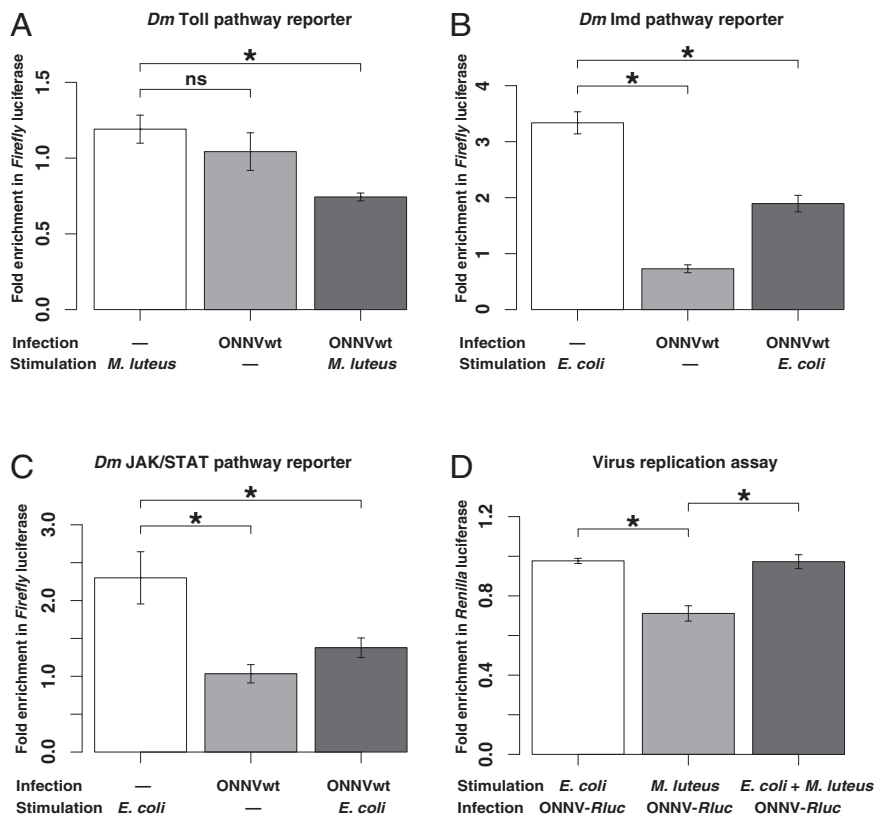 A
Dm Toll pathway reporter
*
ns
Fold enrichment in Firefly luciferase
1.5
1.0
0.5
0.0
Infection — ONNVwt ONNVwt
Stimulation M. luteus — M. luteus
B
Dm Imd pathway reporter
*
*
Fold enrichment in Firefly luciferase
4
3
2
1
0
Infection — ONNVwt ONNVwt
Stimulation E. coli — E. coli
C
Dm JAK/STAT pathway reporter
*
*
Fold enrichment in Firefly luciferase
3.0
2.0
1.0
0.0
Infection — ONNVwt ONNVwt
Stimulation E. coli — E. coli
D
Virus replication assay
*
*
Fold enrichment in Renilla luciferase
1.2
0.8
0.4
0.0
Stimulation E. coli M. luteus E. coli + M. luteus
Infection ONNV-Rluc ONNV-Rluc ONNV-Rluc